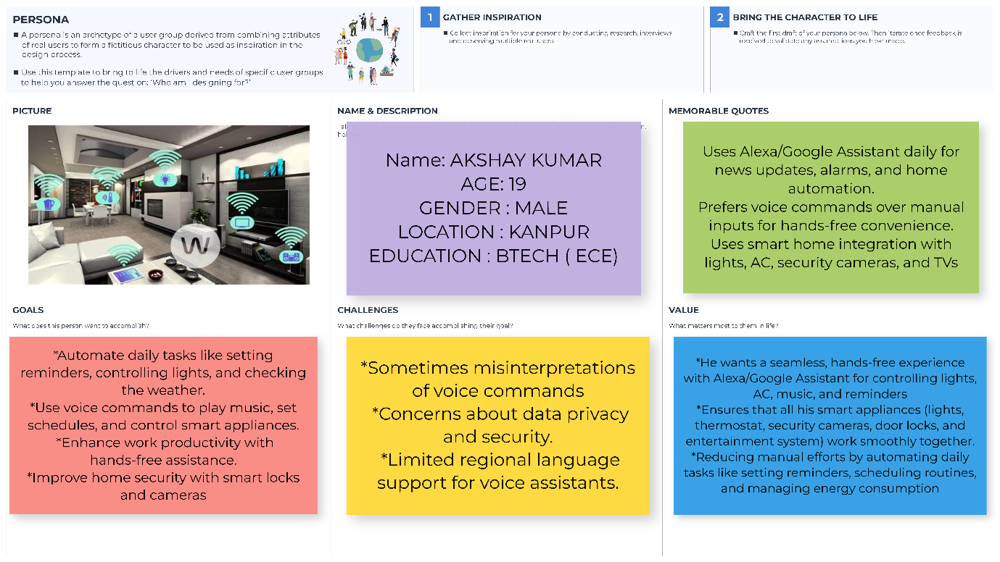 PERSONA
■ A persona is an archetype of a user group derived from combining attributes
of real users to form a fictitious character to be used as inspiration in the
design process.
■ Use this template to bring to life the drivers and needs of specific user groups
to help you answer the question: 'Who am I designing for?'
1 GATHER INSPIRATION
■ Collect inspiration for your persona by conducting research, interviews
and observing multiple real users.
2 BRING THE CHARACTER TO LIFE
■ Craft the first draft of your persona below. Then iterate once feedback is
received to validate any assumptions you have made.
PICTURE
W
NAME & DESCRIPTION
Name: AKSHAY KUMAR
AGE: 19
GENDER : MALE
LOCATION : KANPUR
EDUCATION : BTECH ( ECE)
MEMORABLE QUOTES
Uses Alexa/Google Assistant daily for
news updates, alarms, and home
automation.
Prefers voice commands over manual
inputs for hands-free convenience.
Uses smart home integration with
lights, AC, security cameras, and TVs
GOALS
What does this person want to accomplish?
*Automate daily tasks like setting
reminders, controlling lights, and checking
the weather.
*Use voice commands to play music, set
schedules, and control smart appliances.
*Enhance work productivity with
hands-free assistance.
*Improve home security with smart locks
and cameras
CHALLENGES
What challenges do they face accomplishing their goal?
*Sometimes misinterpretations
of voice commands
*Concerns about data privacy
and security.
*Limited regional language
support for voice assistants.
VALUE
What matters most to them in life?
*He wants a seamless, hands-free experience
with Alexa/Google Assistant for controlling lights,
AC, music, and reminders
*Ensures that all his smart appliances (lights,
thermostat, security cameras, door locks, and
entertainment system) work smoothly together.
*Reducing manual efforts by automating daily
tasks like setting reminders, scheduling routines,
and managing energy consumption